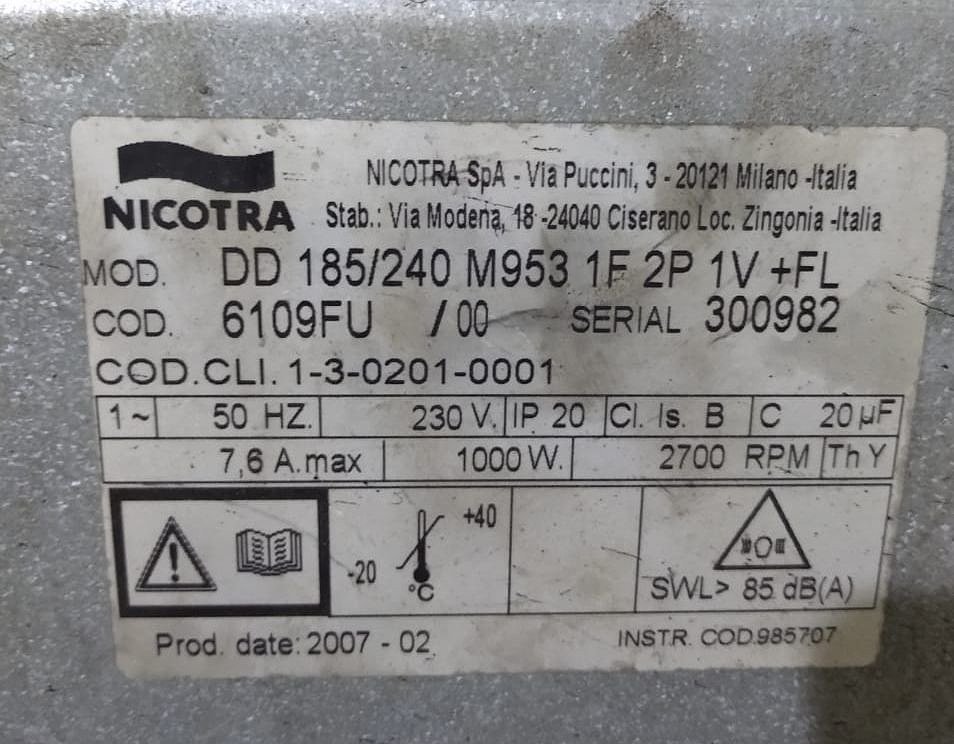 NICOTRA SpA - Via Puccini, 3 - 20121 Milano -Italia
NICOTRA Stab.: Via Modena, 18 -24040 Ciserano Loc. Zingonia -Italia
MOD. DD 185/240 M953 1F 2P 1V +FL
COD. 6109FU / 00 SERIAL 300982
COD.CLI. 1-3-0201-0001
1~ 50 HZ. 230 V. IP 20 Cl. Is. B C 20 µF
7,6 A.max 1000 W. 2700 RPM Th Y
+40
-20
°C
SWL> 85 dB(A)
Prod. date: 2007 - 02 INSTR. COD.985707